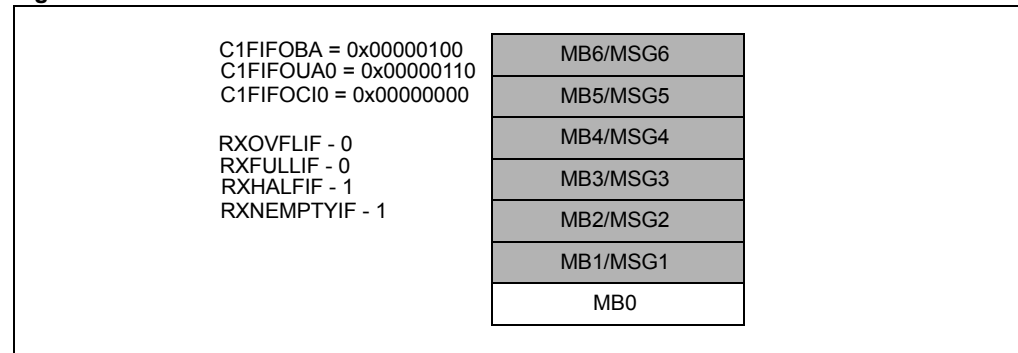 C1FIFOBA = 0x00000100
C1FIFOUA0 = 0x00000110
C1FIFOCI0 = 0x00000000
RXOVFLIF - 0
RXFULLIF - 0
RXHALFIF - 1
RXNEMPTYIF - 1
MB6/MSG6
MB5/MSG5
MB4/MSG4
MB3/MSG3
MB2/MSG2
MB1/MSG1
MB0